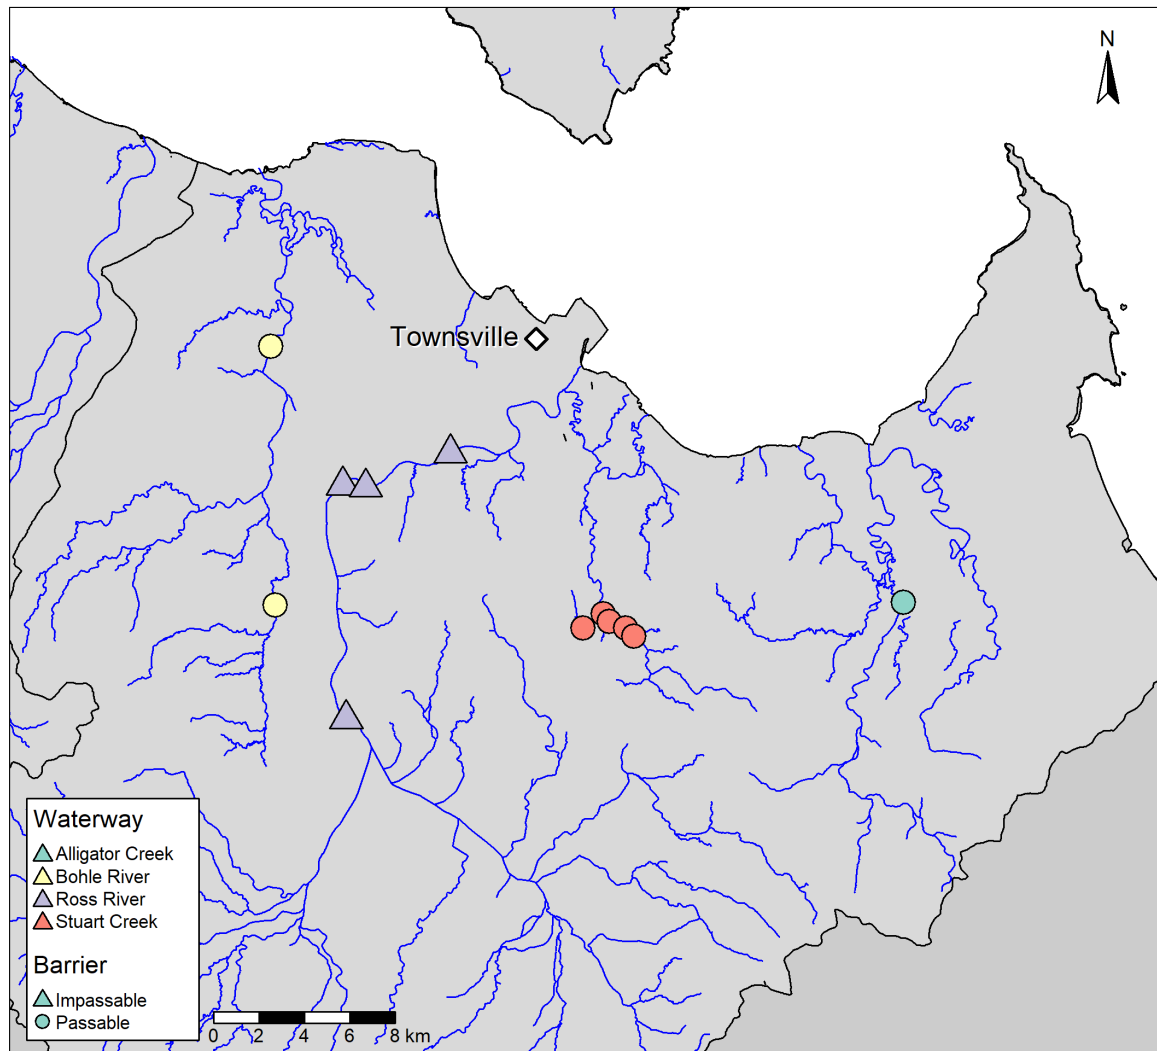 N
Townsville
Waterway
Alligator Creek
Bohle River
Ross River
Stuart Creek
Barrier
Impassable
Passable
0 2 4 6 8 km